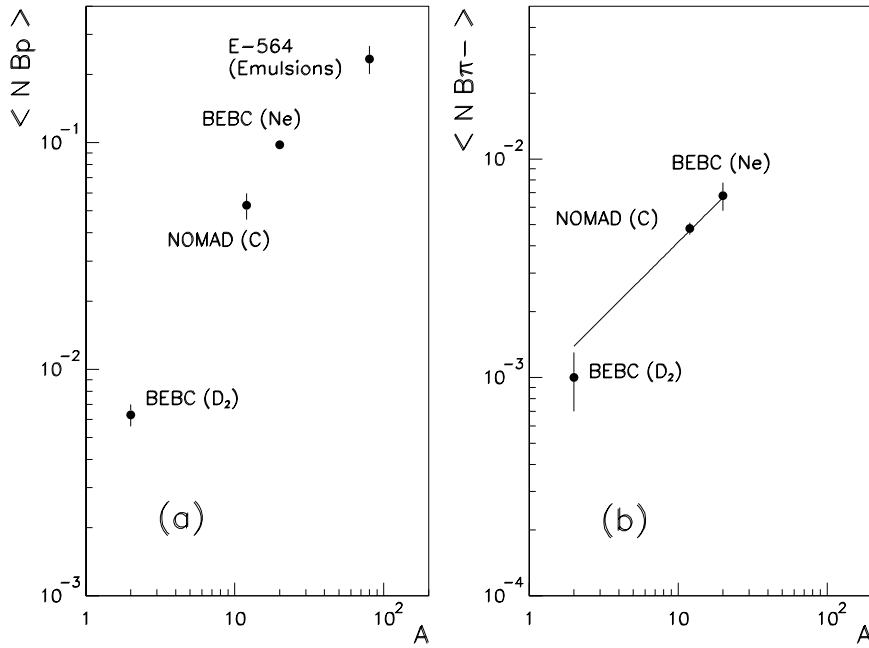 < N Bp >
10⁻¹
10⁻²
10⁻³
E-564
(Emulsions)
BEBC (Ne)
NOMAD (C)
BEBC (D₂)
(a)
1
10
10²
A
< N Bπ- >
10⁻²
10⁻³
10⁻⁴
BEBC (Ne)
NOMAD (C)
BEBC (D₂)
(b)
1
10
10²
A